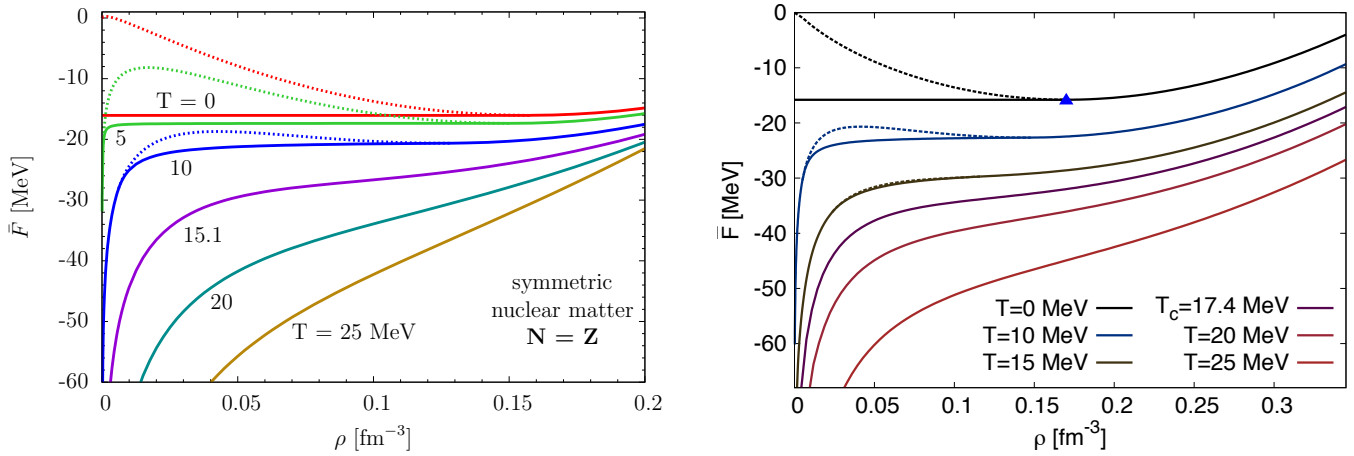 0
-10
-20
-30
-40
-50
-60
F̄ [MeV]
T = 0
5
10
15.1
20
T = 25 MeV
symmetric
nuclear matter
N = Z
0
0.05
0.1
0.15
0.2
ρ [fm⁻³]
0
-10
-20
-30
-40
-50
-60
F̄ [MeV]
T=0 MeV
T=10 MeV
T=15 MeV
T_c=17.4 MeV
T=20 MeV
T=25 MeV
0
0.05
0.1
0.15
0.2
0.25
0.3
ρ [fm⁻³]